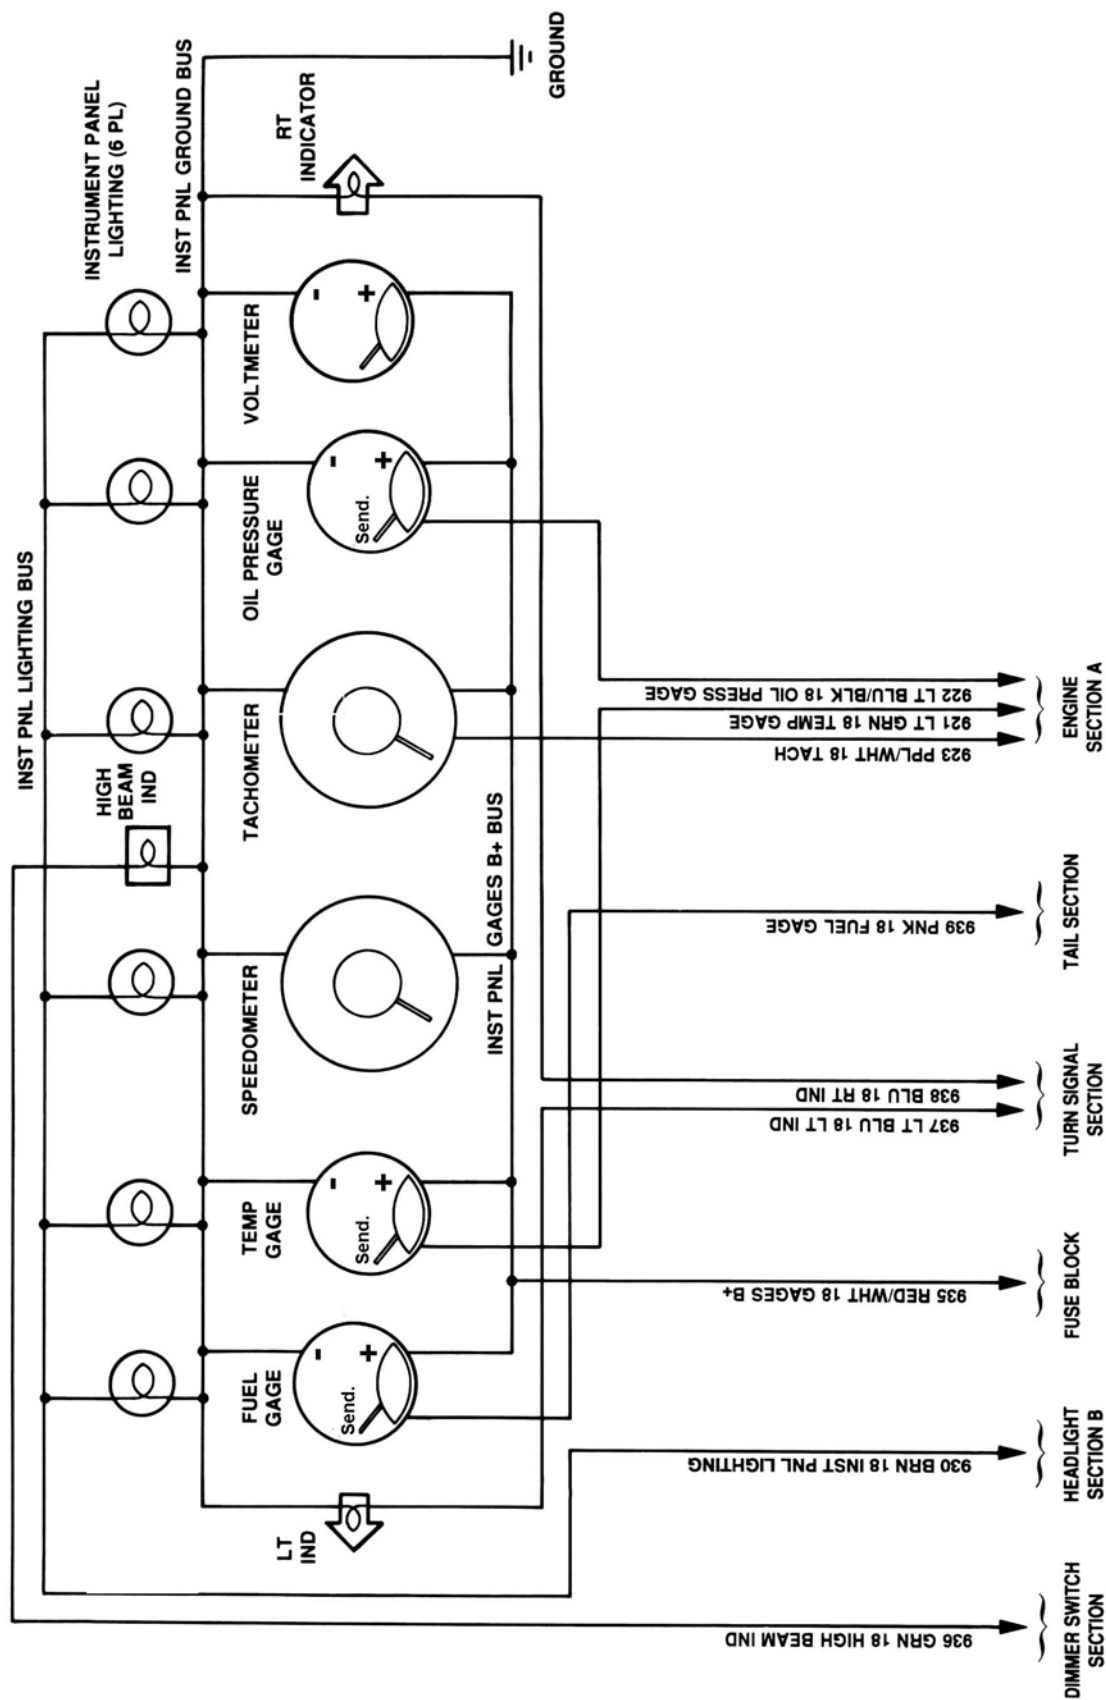 INST PNL LIGHTING BUS
INSTRUMENT PANEL
LIGHTING (6 PL)
HIGH
BEAM
IND
INST PNL GROUND BUS
LT
IND
FUEL
GAGE
TEMP
GAGE
SPEEDOMETER
TACHOMETER
OIL PRESSURE
GAGE
VOLTMETER
RT
INDICATOR
-
+
Send.
-
+
Send.
-
+
Send.
-
+
INST PNL GAGES B+ BUS
GROUND
936 GRN 18 HIGH BEAM IND
930 BRN 18 INST PNL LIGHTING
935 RED/WHT 18 GAGES B+
937 LT BLU 18 LT IND
938 BLU 18 RT IND
939 PNK 18 FUEL GAGE
923 PPL/WHT 18 TACH
921 LT GRN 18 TEMP GAGE
922 LT BLU/BLK 18 OIL PRESS GAGE
DIMMER SWITCH
SECTION
HEADLIGHT
SECTION B
FUSE BLOCK
TURN SIGNAL
SECTION
TAIL SECTION
ENGINE
SECTION A